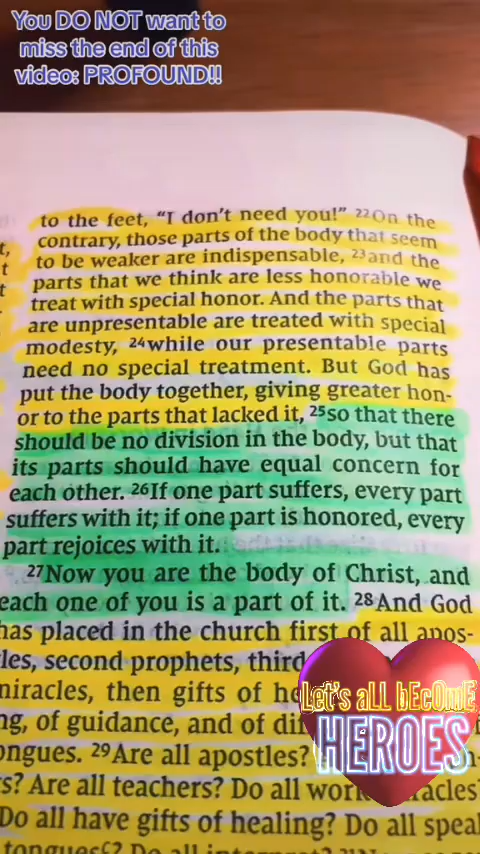 You DO NOT want to
miss the end of this
video: PROFOUND!!
to the feet, “I don’t need you!” 22On the
contrary, those parts of the body that seem
to be weaker are indispensable, 23and the
parts that we think are less honorable we
treat with special honor. And the parts that
are unpresentable are treated with special
modesty, 24while our presentable parts
need no special treatment. But God has
put the body together, giving greater hon-
or to the parts that lacked it, 25so that there
should be no division in the body, but that
its parts should have equal concern for
each other. 26If one part suffers, every part
suffers with it; if one part is honored, every
part rejoices with it.
27Now you are the body of Christ, and
each one of you is a part of it. 28And God
has placed in the church first of all apos-
les, second prophets, third
miracles, then gifts of
ng, of guidance, and of
ongues. 29Are all apostles?
s? Are all teachers? Do all work
Do all have gifts of healing? Do all
Let's aLL bEcOmE
HEROES